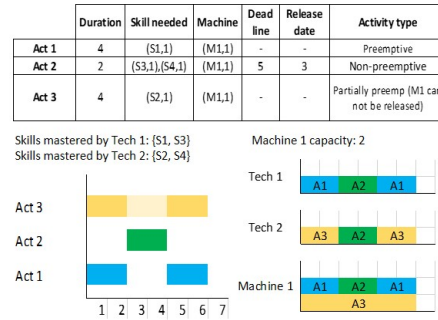 Duration Skill needed Machine Dead line Release date Activity type
Act 1 4 (S1,1) (M1,1) - - Preemptive
Act 2 2 (S3,1),(S4,1) (M1,1) 5 3 Non-preemptive
Act 3 4 (S2,1) (M1,1) - - Partially preemp (M1 can not be released)
Skills mastered by Tech 1: {S1, S3}
Skills mastered by Tech 2: {S2, S4}
Machine 1 capacity: 2
Act 3
Act 2
Act 1
1 2 3 4 5 6 7
Tech 1
A1 A2 A1
Tech 2
A3 A2 A3
Machine 1
A1 A2 A1
A3